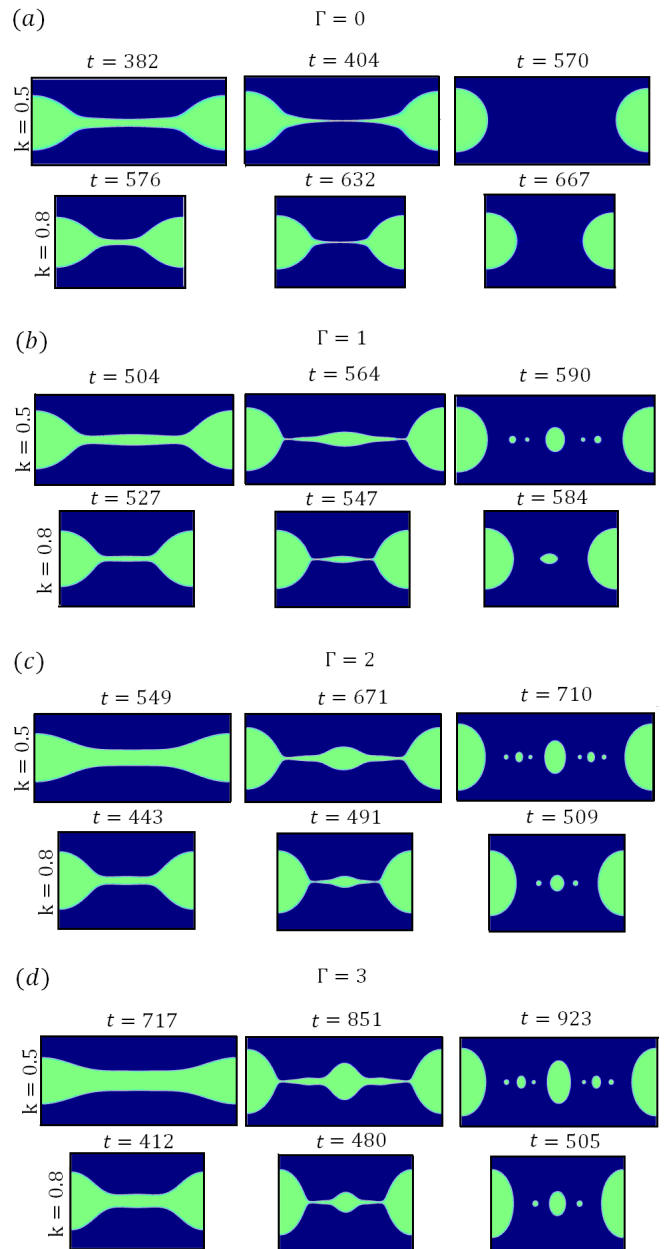 (a) Γ = 0
k = 0.5 t = 382 t = 404 t = 570
k = 0.8 t = 576 t = 632 t = 667
(b) Γ = 1
k = 0.5 t = 504 t = 564 t = 590
k = 0.8 t = 527 t = 547 t = 584
(c) Γ = 2
k = 0.5 t = 549 t = 671 t = 710
k = 0.8 t = 443 t = 491 t = 509
(d) Γ = 3
k = 0.5 t = 717 t = 851 t = 923
k = 0.8 t = 412 t = 480 t = 505